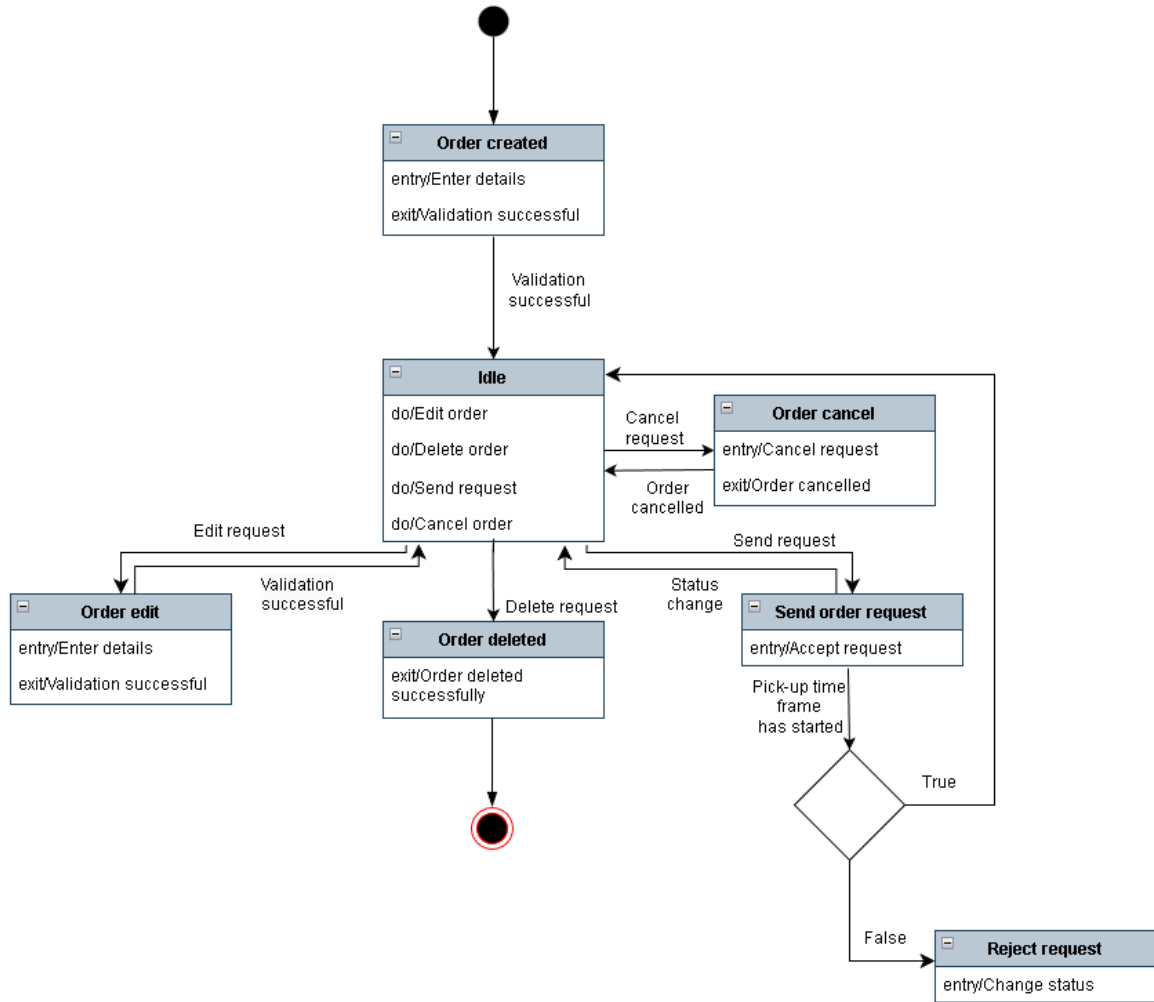 Order created
entry/Enter details
exit/Validation successful
Validation
successful
Idle
do/Edit order
do/Delete order
do/Send request
do/Cancel order
Cancel
request
Order cancel
entry/Cancel request
exit/Order cancelled
Order
cancelled
Edit request
Validation
successful
Order edit
entry/Enter details
exit/Validation successful
Delete request
Order deleted
exit/Order deleted
successfully
Send request
Status
change
Send order request
entry/Accept request
Pick-up time
frame
has started
True
False
Reject request
entry/Change status